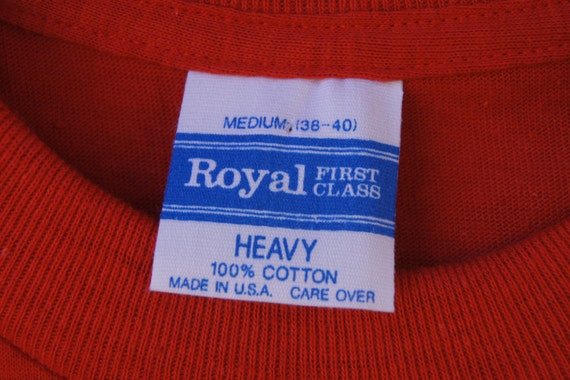 MEDIUM (38-40)
Royal FIRST CLASS
HEAVY
100% COTTON
MADE IN U.S.A. CARE OVER